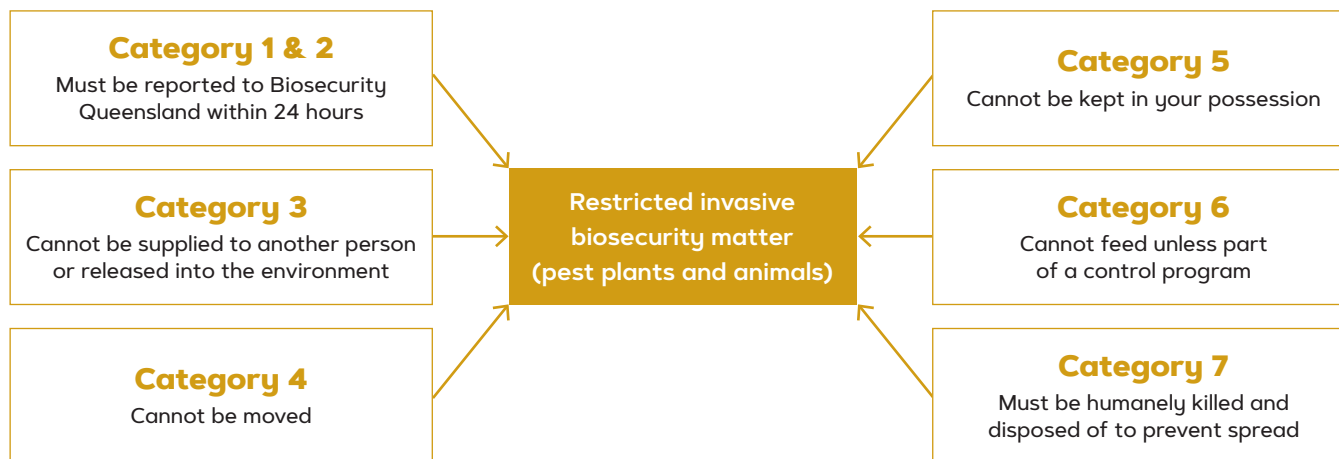 Category 1 & 2
Must be reported to Biosecurity
Queensland within 24 hours
Category 3
Cannot be supplied to another person
or released into the environment
Category 4
Cannot be moved
Restricted invasive
biosecurity matter
(pest plants and animals)
Category 5
Cannot be kept in your possession
Category 6
Cannot feed unless part
of a control program
Category 7
Must be humanely killed and
disposed of to prevent spread